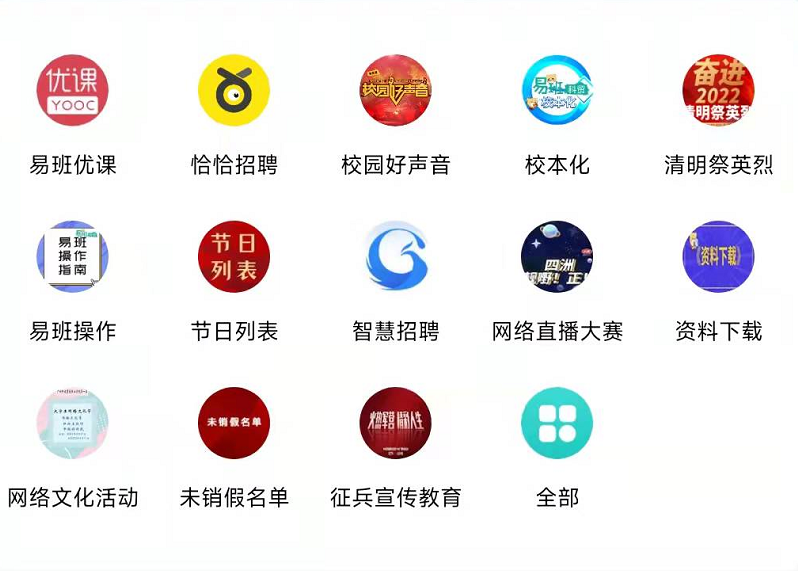 优课
YOOC
校园好声音
易班
校本化
奋进
2022
清明祭英烈
易班优课
恰恰招聘
校园好声音
校本化
清明祭英烈
易班
操作
指南
节日
列表
四洲
《资料下载》
易班操作
节日列表
智慧招聘
网络直播大赛
资料下载
未销假名单
网络文化活动
未销假名单
征兵宣传教育
全部